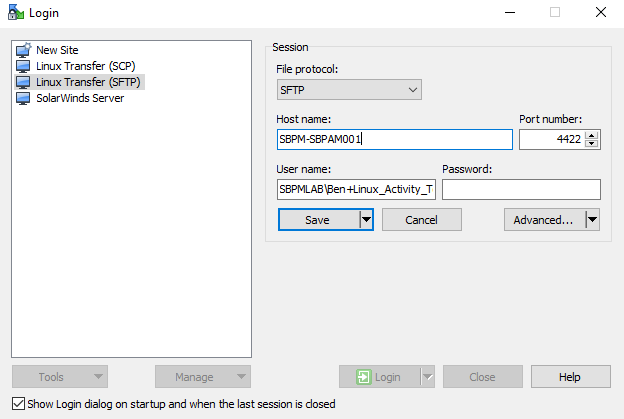 Login
New Site
Linux Transfer (SCP)
Linux Transfer (SFTP)
SolarWinds Server
Session
File protocol:
SFTP
Host name: Port number:
SBPM-SBPAM001 4422
User name: Password:
SBPMLAB\Ben+Linux_Activity_T
Save Cancel Advanced...
Tools Manage Login Close Help
Show Login dialog on startup and when the last session is closed